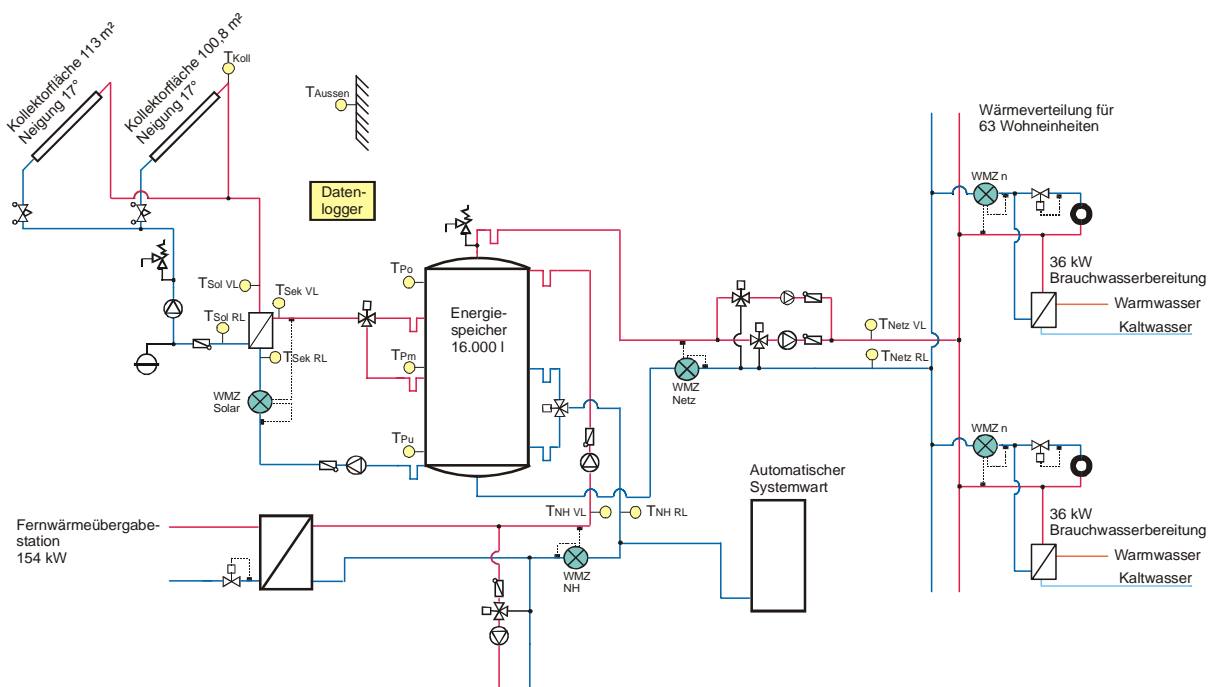 Kollektorfläche 113 m²
Neigung 17°
Kollektorfläche 100,8 m²
Neigung 17°
TKoll
TAussen
Daten-
logger
Wärmeverteilung für
63 Wohneinheiten
WMZ n
36 kW
Brauchwasserbereitung
Warmwasser
Kaltwasser
TSol VL
TSek VL
TSol RL
TSek RL
WMZ
Solar
TPo
Energie-
speicher
16.000 l
TPm
TPu
WMZ
Netz
TNetz VL
TNetz RL
WMZ n
36 kW
Brauchwasserbereitung
Warmwasser
Kaltwasser
Automatischer
Systemwart
TNH VL
TNH RL
Fernwärmeübergabe-
station
154 kW
WMZ
NH